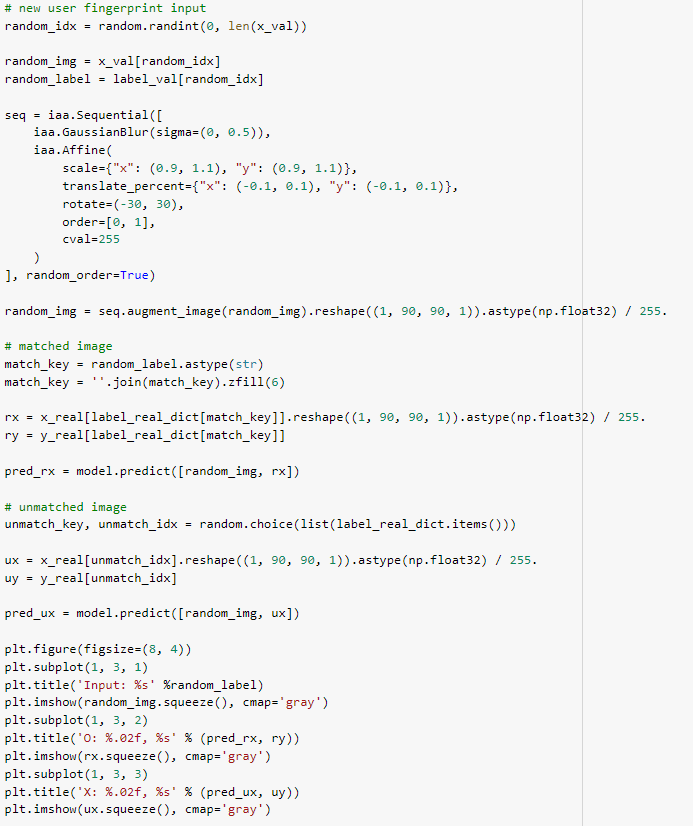 # new user fingerprint input
random_idx = random.randint(0, len(x_val))
random_img = x_val[random_idx]
random_label = label_val[random_idx]
seq = iaa.Sequential([
    iaa.GaussianBlur(sigma=(0, 0.5)),
    iaa.Affine(
        scale={"x": (0.9, 1.1), "y": (0.9, 1.1)},
        translate_percent={"x": (-0.1, 0.1), "y": (-0.1, 0.1)},
        rotate=(-30, 30),
        order=[0, 1],
        cval=255
    )
], random_order=True)
random_img = seq.augment_image(random_img).reshape((1, 90, 90, 1)).astype(np.float32) / 255.
# matched image
match_key = random_label.astype(str)
match_key = ''.join(match_key).zfill(6)
rx = x_real[label_real_dict[match_key]].reshape((1, 90, 90, 1)).astype(np.float32) / 255.
ry = y_real[label_real_dict[match_key]]
pred_rx = model.predict([random_img, rx])
# unmatched image
unmatch_key, unmatch_idx = random.choice(list(label_real_dict.items()))
ux = x_real[unmatch_idx].reshape((1, 90, 90, 1)).astype(np.float32) / 255.
uy = y_real[unmatch_idx]
pred_ux = model.predict([random_img, ux])
plt.figure(figsize=(8, 4))
plt.subplot(1, 3, 1)
plt.title('Input: %s' %random_label)
plt.imshow(random_img.squeeze(), cmap='gray')
plt.subplot(1, 3, 2)
plt.title('O: %.02f, %s' % (pred_rx, ry))
plt.imshow(rx.squeeze(), cmap='gray')
plt.subplot(1, 3, 3)
plt.title('X: %.02f, %s' % (pred_ux, uy))
plt.imshow(ux.squeeze(), cmap='gray')